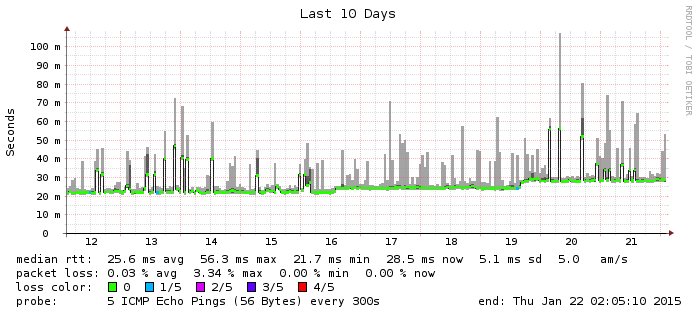 Last 10 Days
RRDTOOL / TOBI OETIKER
Seconds
100 m
90 m
80 m
70 m
60 m
50 m
40 m
30 m
20 m
10 m
0
12 13 14 15 16 17 18 19 20 21
median rtt: 25.6 ms avg 56.3 ms max 21.7 ms min 28.5 ms now 5.1 ms sd 5.0 am/s
packet loss: 0.03 % avg 3.34 % max 0.00 % min 0.00 % now
loss color: 0 1/5 2/5 3/5 4/5
probe: 5 ICMP Echo Pings (56 Bytes) every 300s end: Thu Jan 22 02:05:10 2015